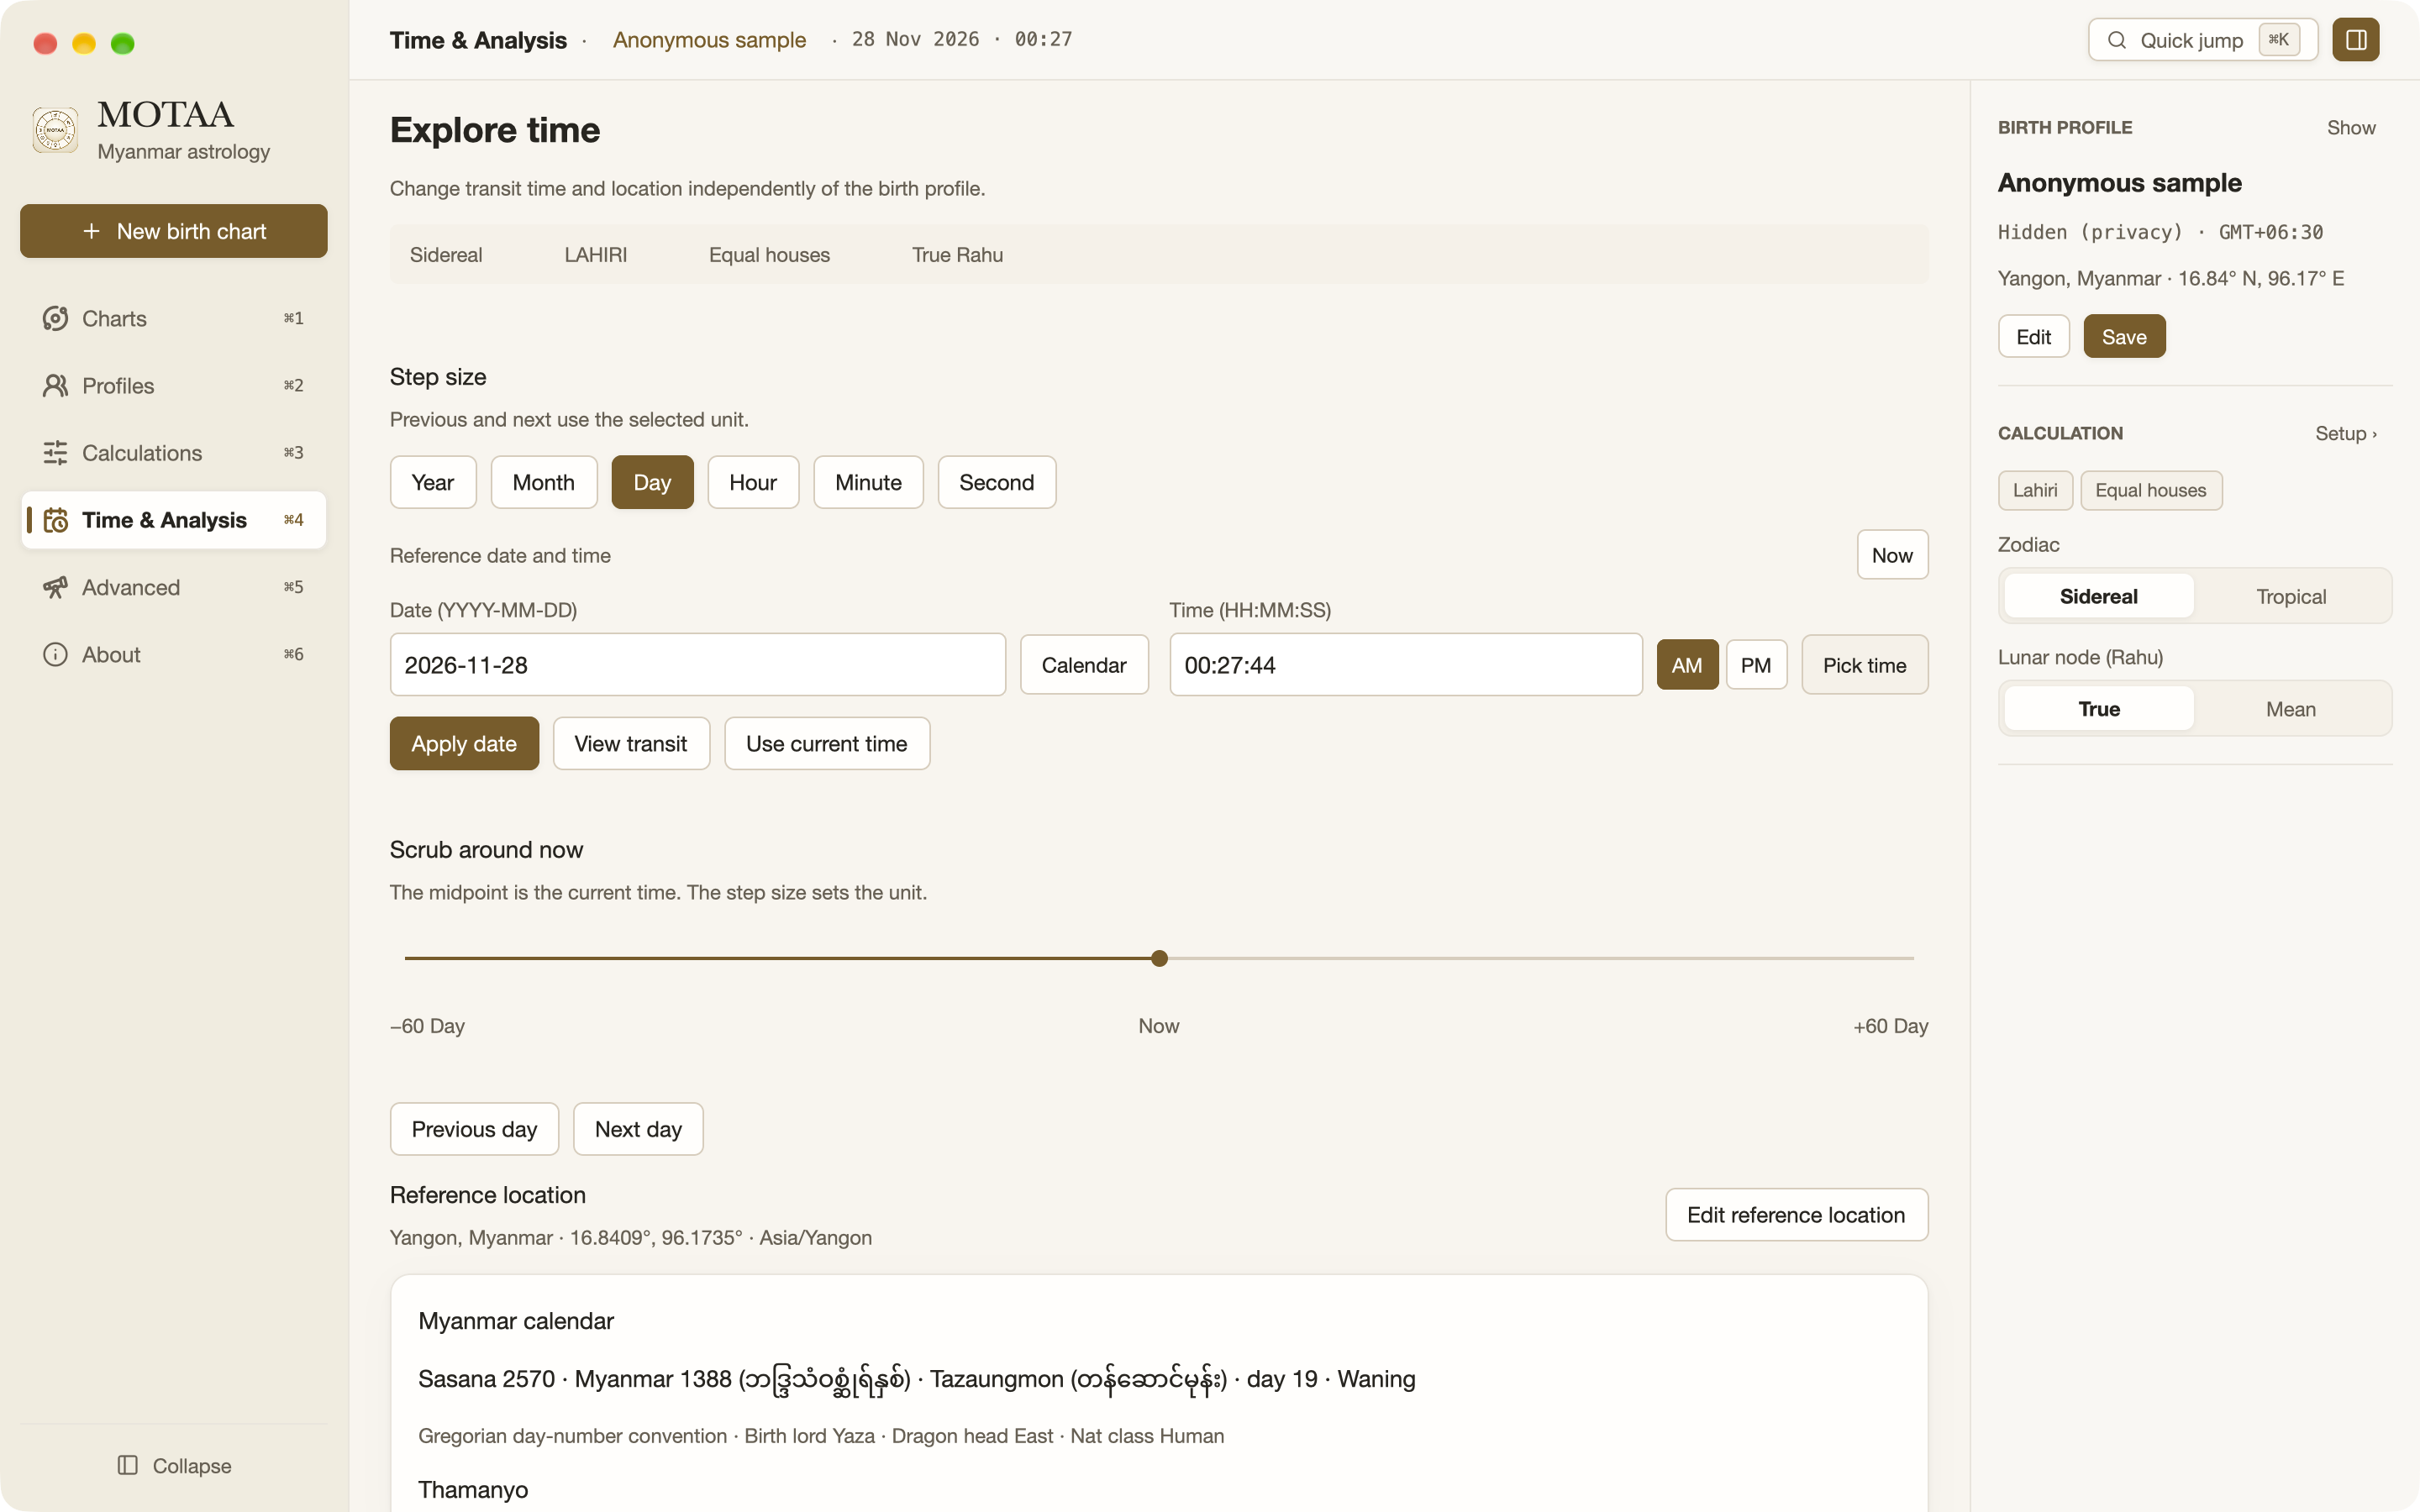 Time & Analysis · Anonymous sample · 28 Nov 2026 · 00:27
Quick jump ⌘K
MOTAA
Myanmar astrology
+ New birth chart
Charts ⌘1
Profiles ⌘2
Calculations ⌘3
Time & Analysis ⌘4
Advanced ⌘5
About ⌘6
Collapse
Explore time
Change transit time and location independently of the birth profile.
Sidereal LAHIRI Equal houses True Rahu
Step size
Previous and next use the selected unit.
Year Month Day Hour Minute Second
Reference date and time Now
Date (YYYY-MM-DD) Time (HH:MM:SS)
2026-11-28 Calendar 00:27:44 AM PM Pick time
Apply date View transit Use current time
Scrub around now
The midpoint is the current time. The step size sets the unit.
−60 Day Now +60 Day
Previous day Next day
Reference location
Edit reference location
Yangon, Myanmar · 16.8409°, 96.1735° · Asia/Yangon
Myanmar calendar
Sasana 2570 · Myanmar 1388 (ဘဒြသံဝစ္ဆုံရ်နှစ်) · Tazaungmon (တန်ဆောင်မုန်း) · day 19 · Waning
Gregorian day-number convention · Birth lord Yaza · Dragon head East · Nat class Human
Thamanyo
BIRTH PROFILE Show
Anonymous sample
Hidden (privacy) · GMT+06:30
Yangon, Myanmar · 16.84° N, 96.17° E
Edit Save
CALCULATION Setup ›
Lahiri Equal houses
Zodiac
Sidereal Tropical
Lunar node (Rahu)
True Mean